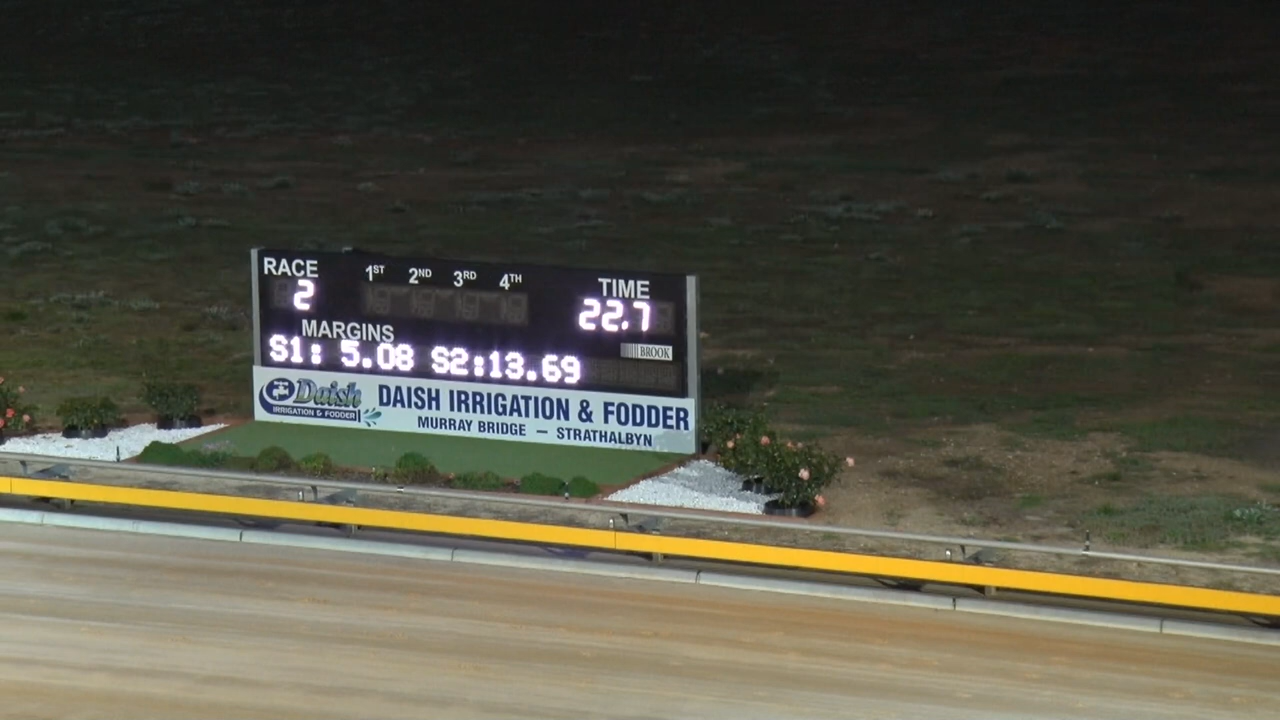 RACE 1ST 2ND 3RD 4TH TIME
2 22.7
MARGINS
BROOK
S1: 5.08 S2:13.69
Daish
IRRIGATION & FODDER
DAISH IRRIGATION & FODDER
MURRAY BRIDGE – STRATHALBYN